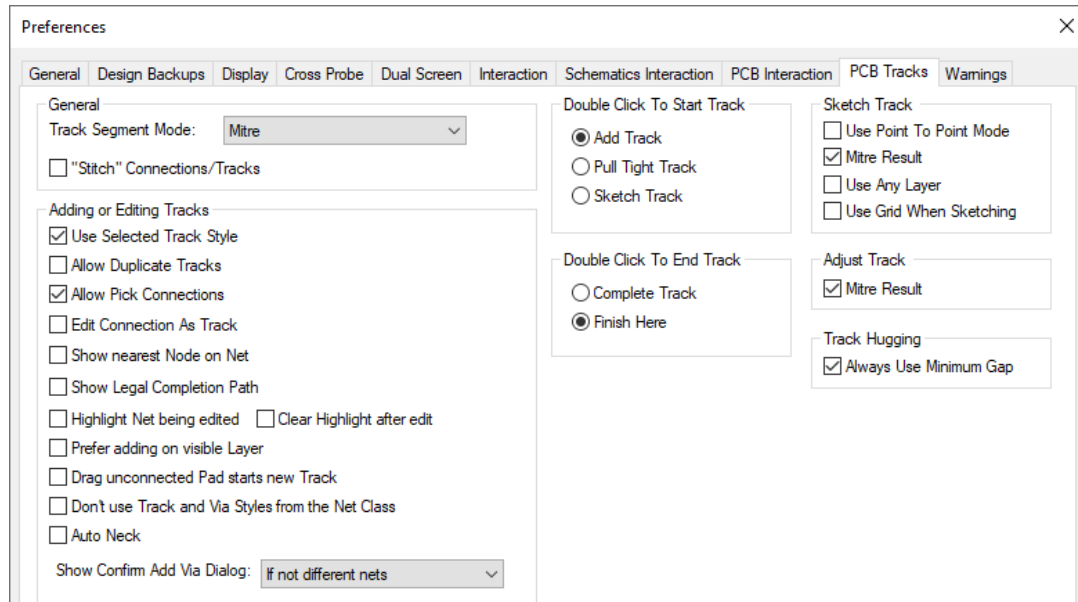 Preferences
General Design Backups Display Cross Probe Dual Screen Interaction Schematics Interaction PCB Interaction PCB Tracks Warnings
General
Track Segment Mode: Mitre
"Stitch" Connections/Tracks
Adding or Editing Tracks
Use Selected Track Style
Allow Duplicate Tracks
Allow Pick Connections
Edit Connection As Track
Show nearest Node on Net
Show Legal Completion Path
Highlight Net being edited Clear Highlight after edit
Prefer adding on visible Layer
Drag unconnected Pad starts new Track
Don't use Track and Via Styles from the Net Class
Auto Neck
Show Confirm Add Via Dialog: If not different nets
Double Click To Start Track
Add Track
Pull Tight Track
Sketch Track
Double Click To End Track
Complete Track
Finish Here
Sketch Track
Use Point To Point Mode
Mitre Result
Use Any Layer
Use Grid When Sketching
Adjust Track
Mitre Result
Track Hugging
Always Use Minimum Gap